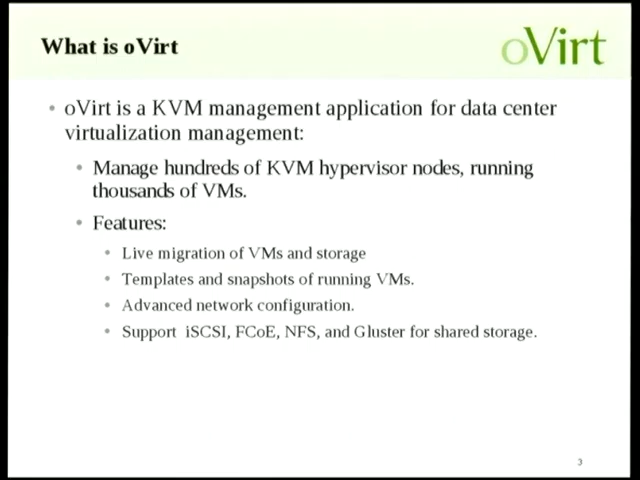 What is oVirt
oVirt
• oVirt is a KVM management application for data center
virtualization management:
• Manage hundreds of KVM hypervisor nodes, running
thousands of VMs.
• Features:
• Live migration of VMs and storage
• Templates and snapshots of running VMs.
• Advanced network configuration.
• Support iSCSI, FCoE, NFS, and Gluster for shared storage.
3